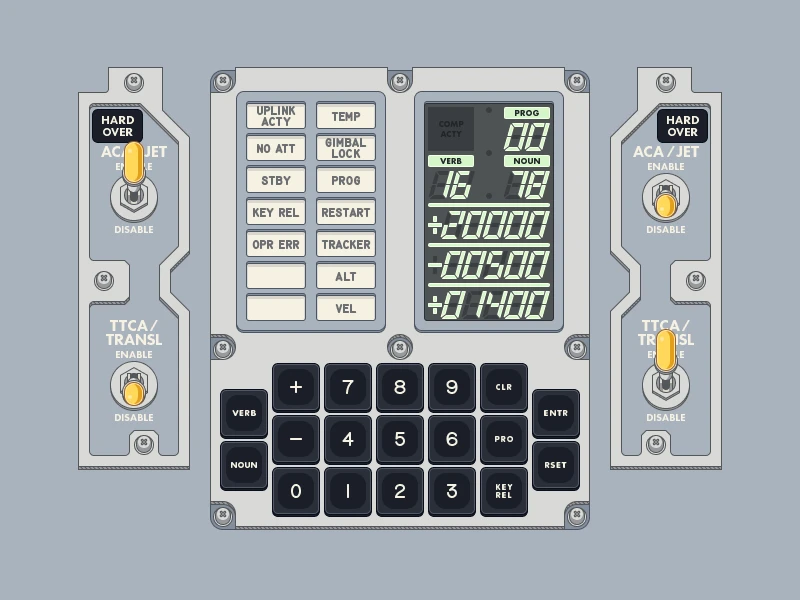 HARD
OVER
ACA / JET
ENABLE
DISABLE
TTCA /
TRANSL
ENABLE
DISABLE
UPLINK
ACTY
TEMP
NO ATT
GIMBAL
LOCK
STBY
PROG
KEY REL
RESTART
OPR ERR
TRACKER
ALT
VEL
COMP
ACTY
PROG
00
VERB
NOUN
16
78
+20000
-00500
+01400
VERB
NOUN
+
7
8
9
CLR
-
4
5
6
PRO
0
1
2
3
KEY
REL
ENTR
RSET
HARD
OVER
ACA / JET
ENABLE
DISABLE
TTCA /
TRANSL
ENABLE
DISABLE